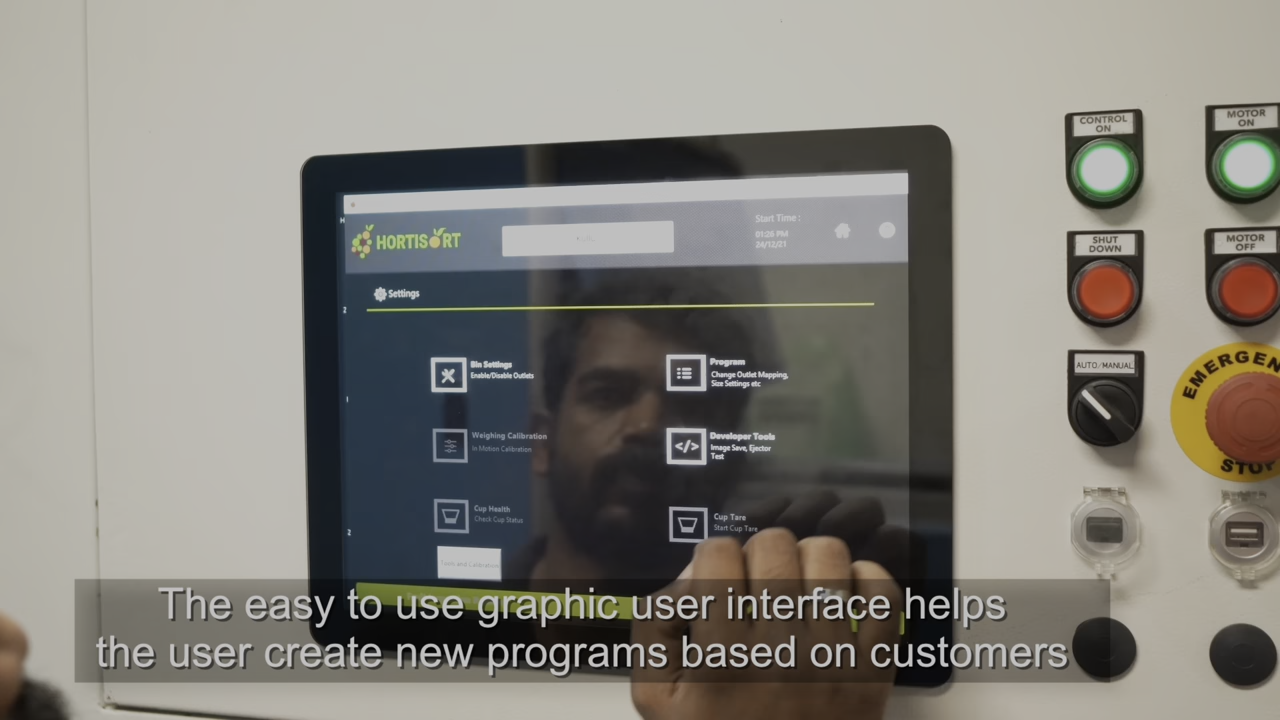 HORTISORT
Start Time :
01:26 PM
24/12/21
Settings
Bin Settings
Enable/Disable Outlets
Program
Change Outlet Mapping,
Size Settings etc
Weighing Calibration
In Motion Calibration
Developer Tools
Image Save, Ejector
Test
Cup Health
Check Cup Status
Cup Tare
Start Cup Tare
CONTROL
ON
MOTOR
ON
SHUT
DOWN
MOTOR
OFF
AUTO/MANUAL
EMERGEN
STOP
The easy to use graphic user interface helps
the user create new programs based on customers